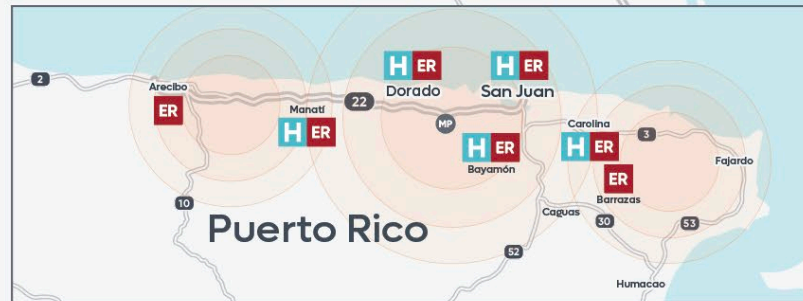 H ER
H ER
2
Arecibo
Dorado
San Juan
ER
Manatí
22
Carolina
H ER
MP
H ER
3
H ER
Bayamón
ER
Fajardo
Barrazas
10
Caguas
30
53
Puerto Rico
52
Humacao